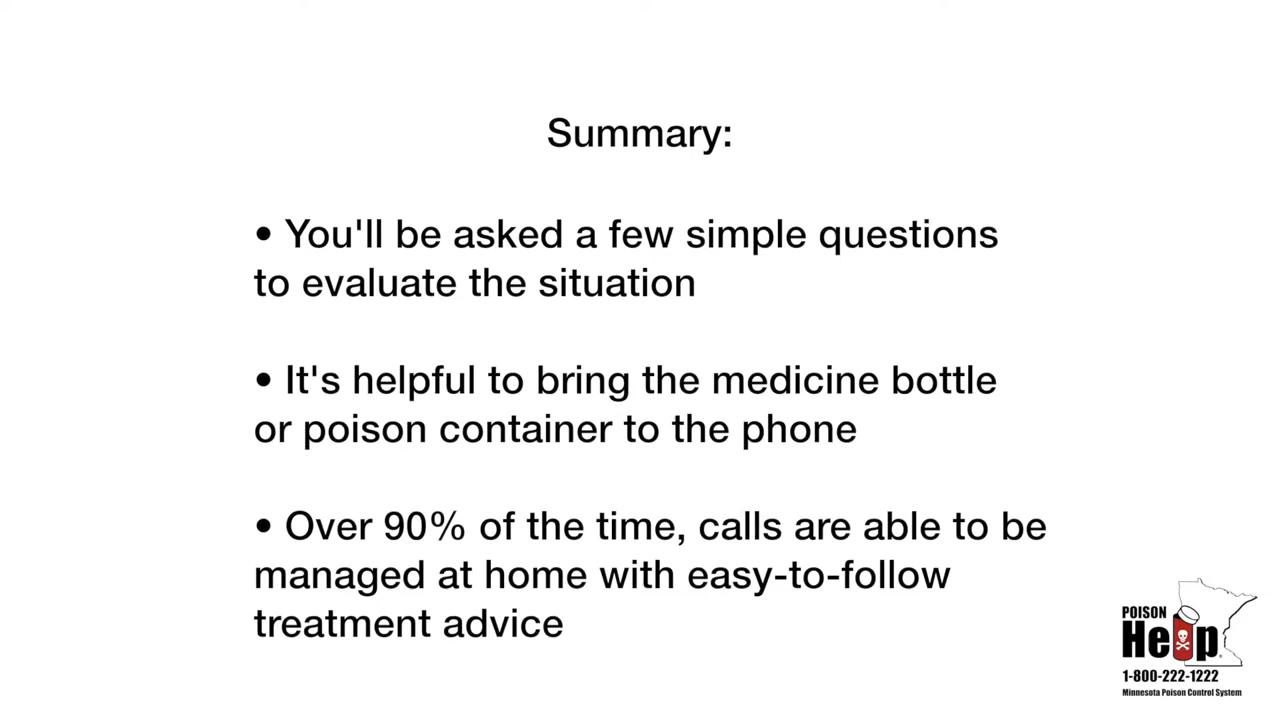 Summary:
• You'll be asked a few simple questions
to evaluate the situation
• It's helpful to bring the medicine bottle
or poison container to the phone
• Over 90% of the time, calls are able to be
managed at home with easy-to-follow
treatment advice
POISON
Help®
1-800-222-1222
Minnesota Poison Control System